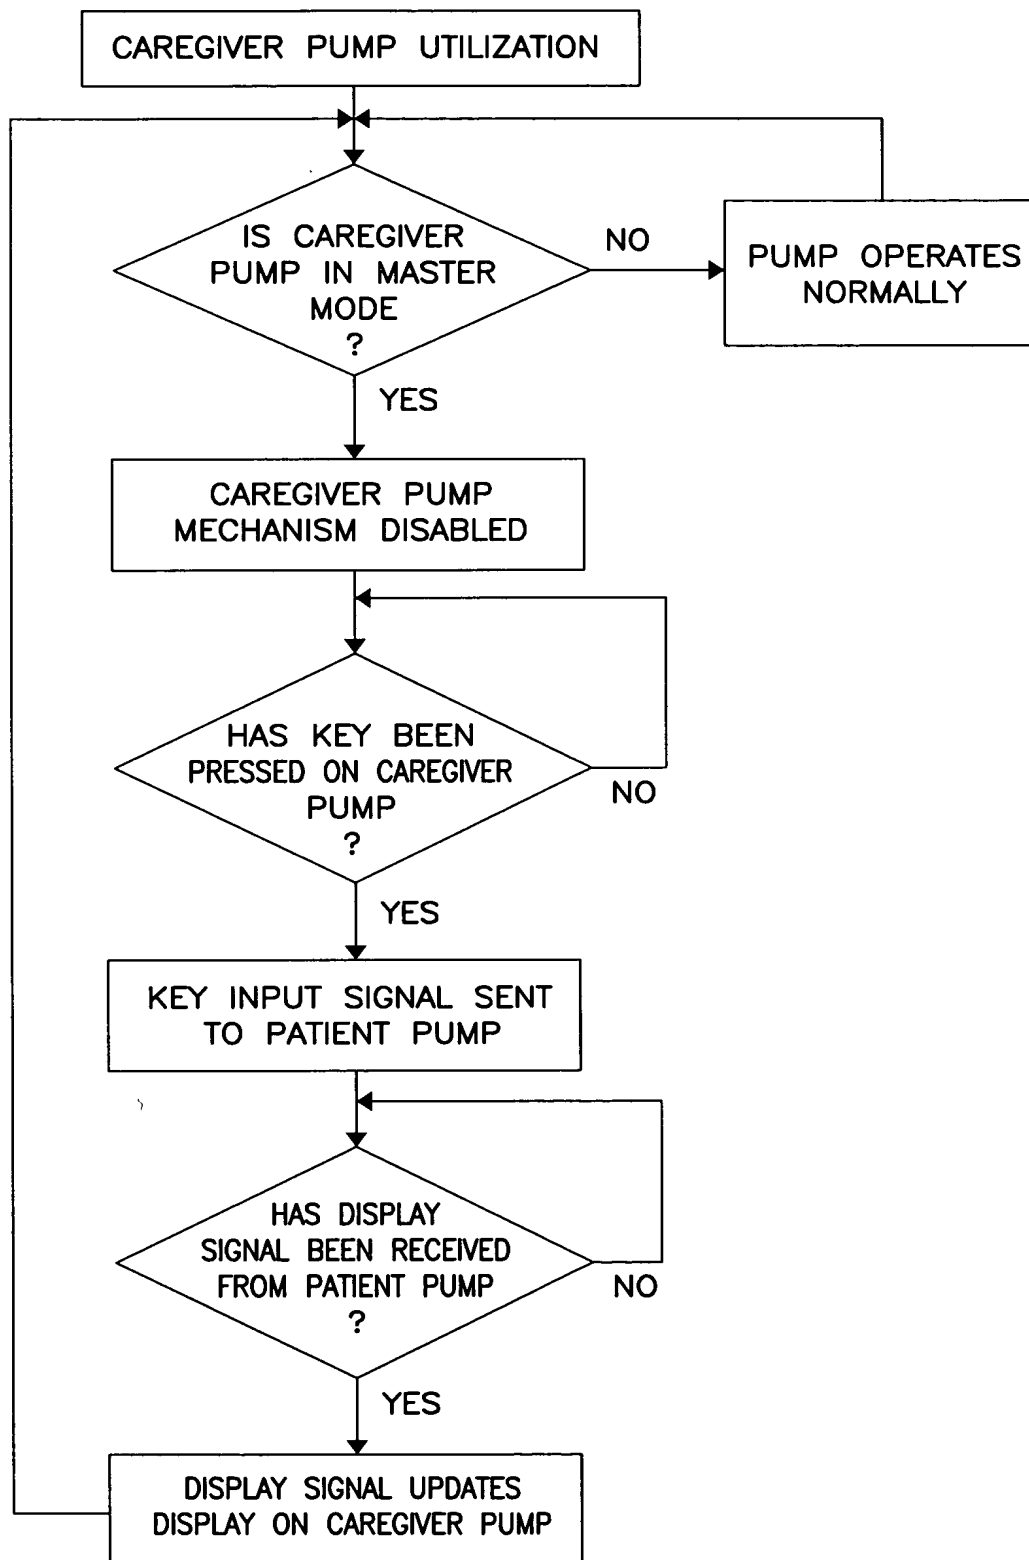 CAREGIVER PUMP UTILIZATION
IS CAREGIVER
PUMP IN MASTER
MODE
?
NO
PUMP OPERATES
NORMALLY
YES
CAREGIVER PUMP
MECHANISM DISABLED
HAS KEY BEEN
PRESSED ON CAREGIVER
PUMP
?
NO
YES
KEY INPUT SIGNAL SENT
TO PATIENT PUMP
HAS DISPLAY
SIGNAL BEEN RECEIVED
FROM PATIENT PUMP
?
NO
YES
DISPLAY SIGNAL UPDATES
DISPLAY ON CAREGIVER PUMP